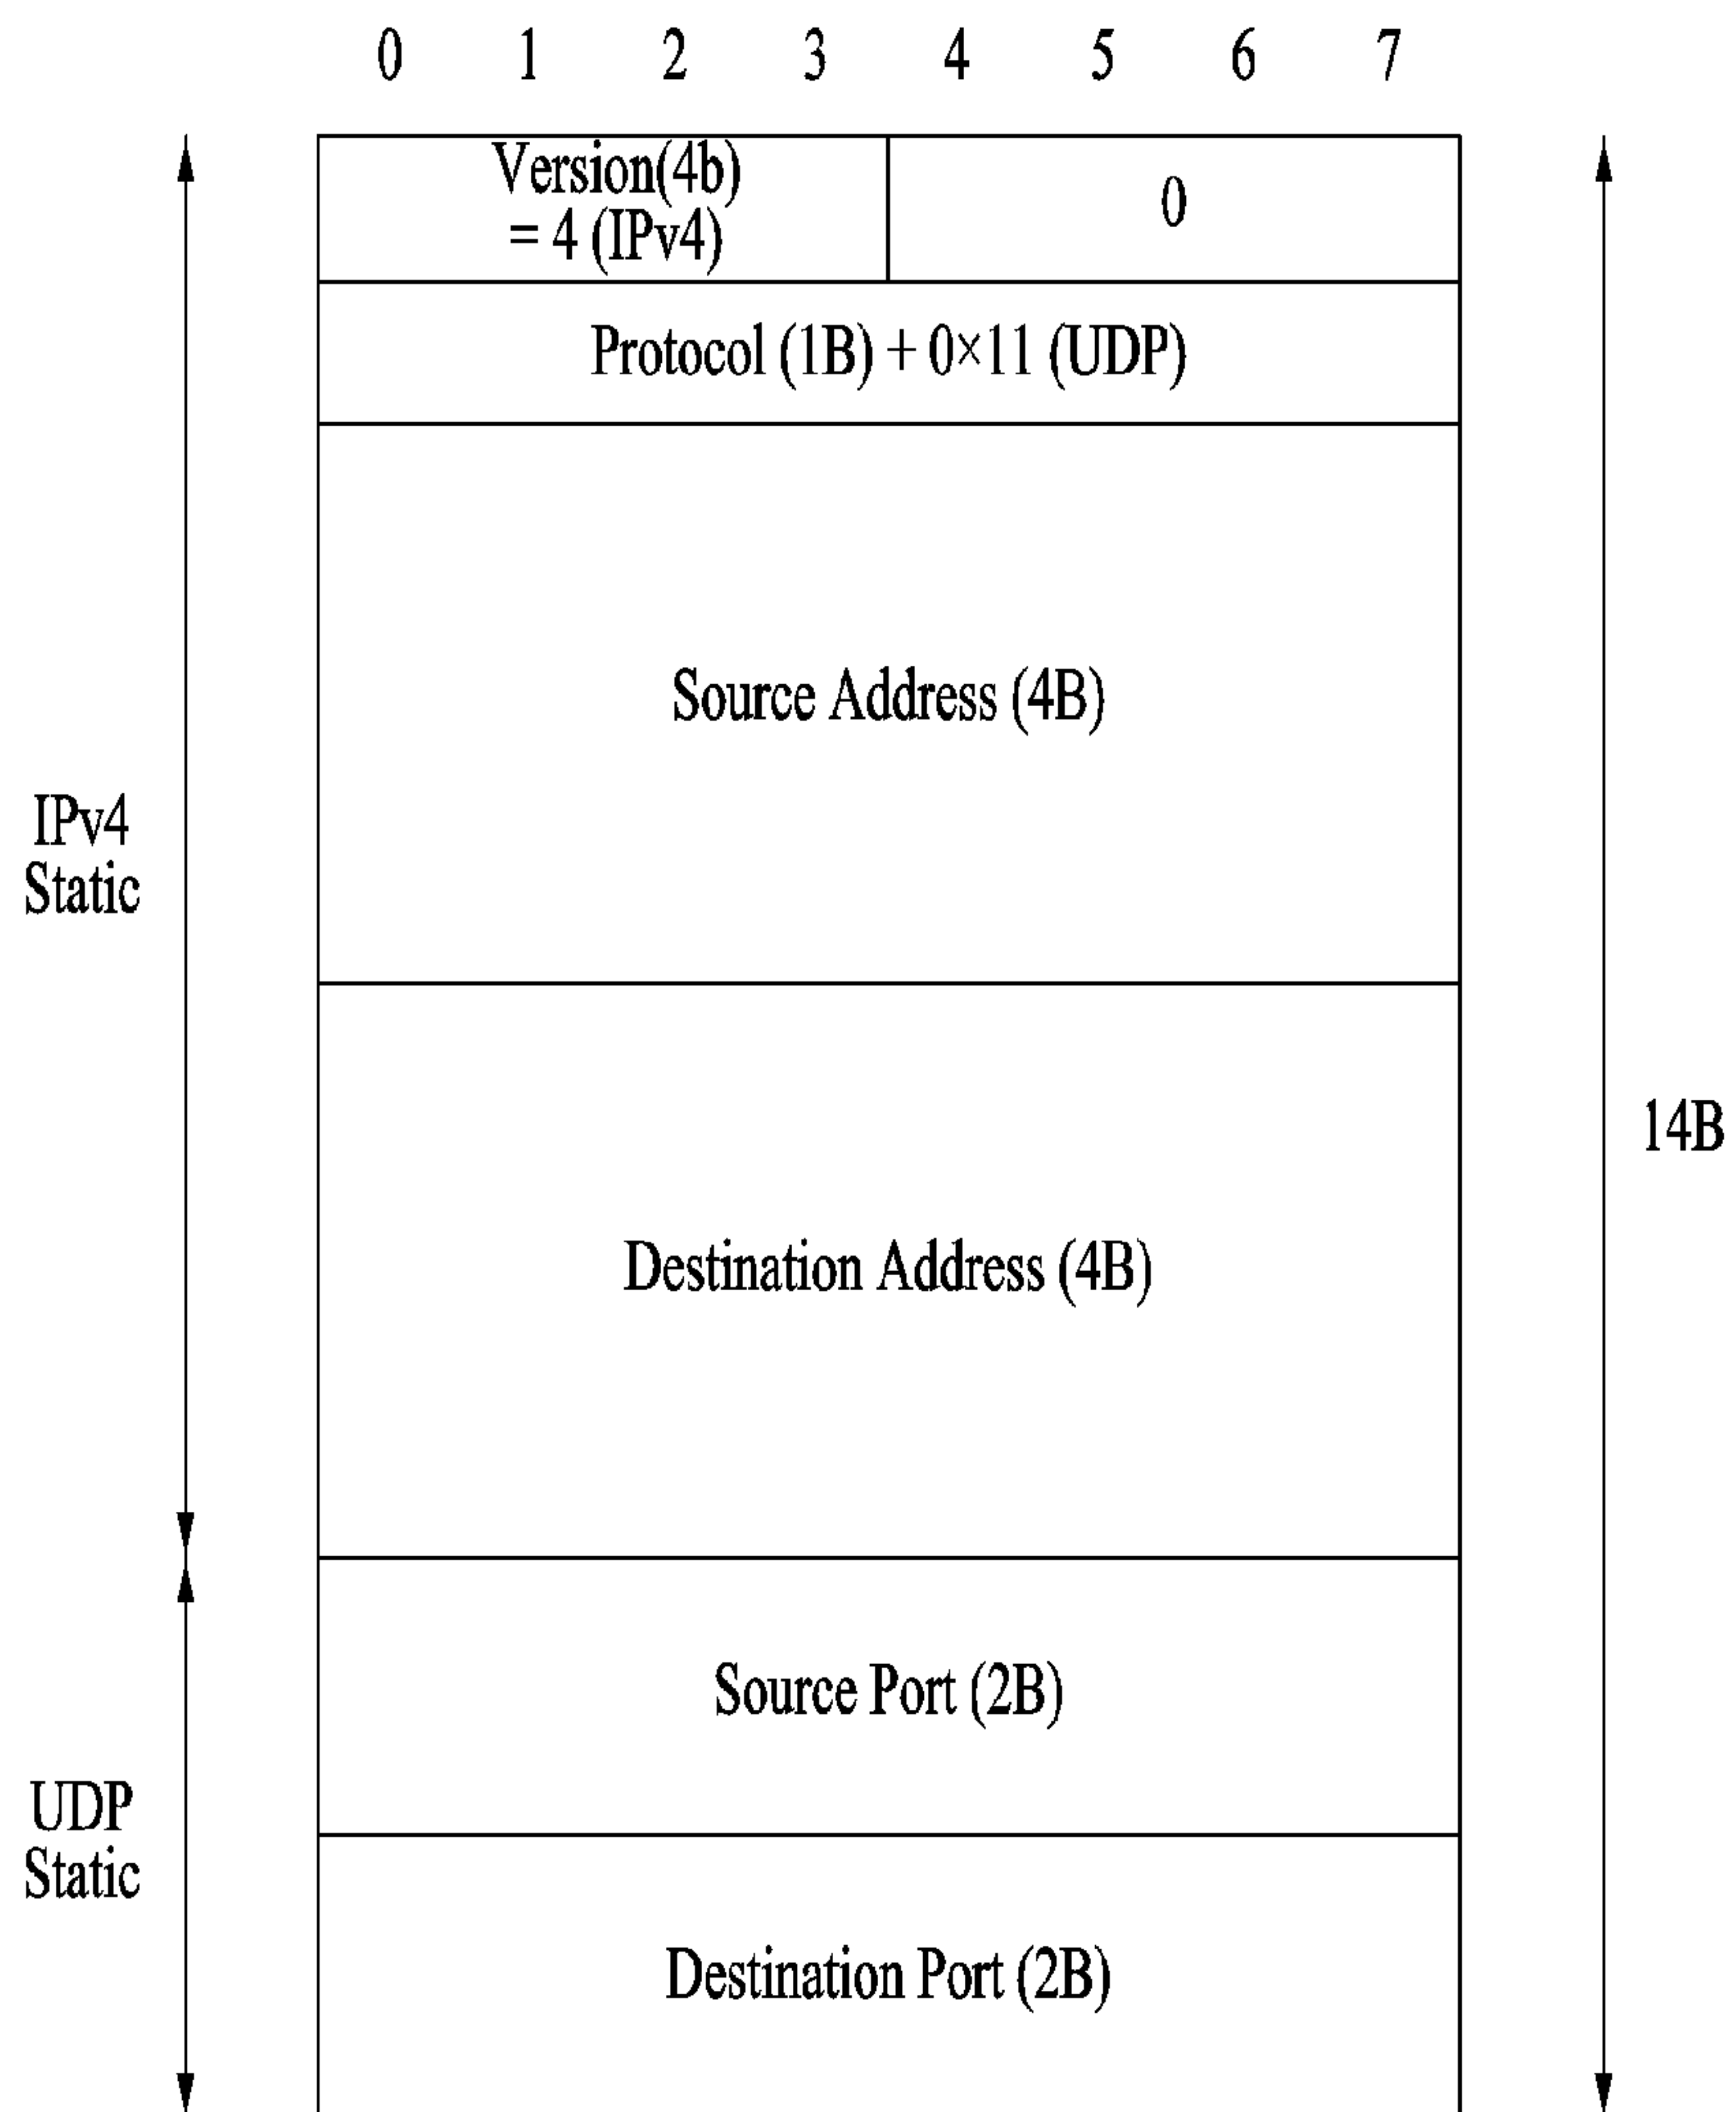 0 1 2 3 4 5 6 7
Version(4b)
= 4 (IPv4)
0
Protocol (1B) + 0×11 (UDP)
Source Address (4B)
IPv4
Static
Destination Address (4B)
14B
Source Port (2B)
UDP
Static
Destination Port (2B)